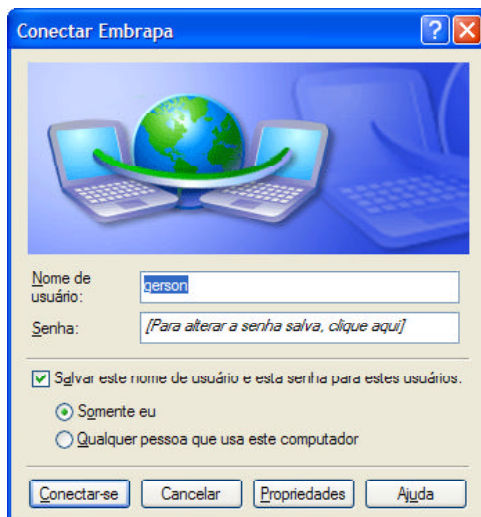 Conectar Embrapa
Nome de
usuário:
gerson
Senha:
[Para alterar a senha salva, clique aqui]
Salvar este nome de usuário e esta senha para estes usuários:
Somente eu
Qualquer pessoa que usa este computador
Conectar-se Cancelar Propriedades Ajuda